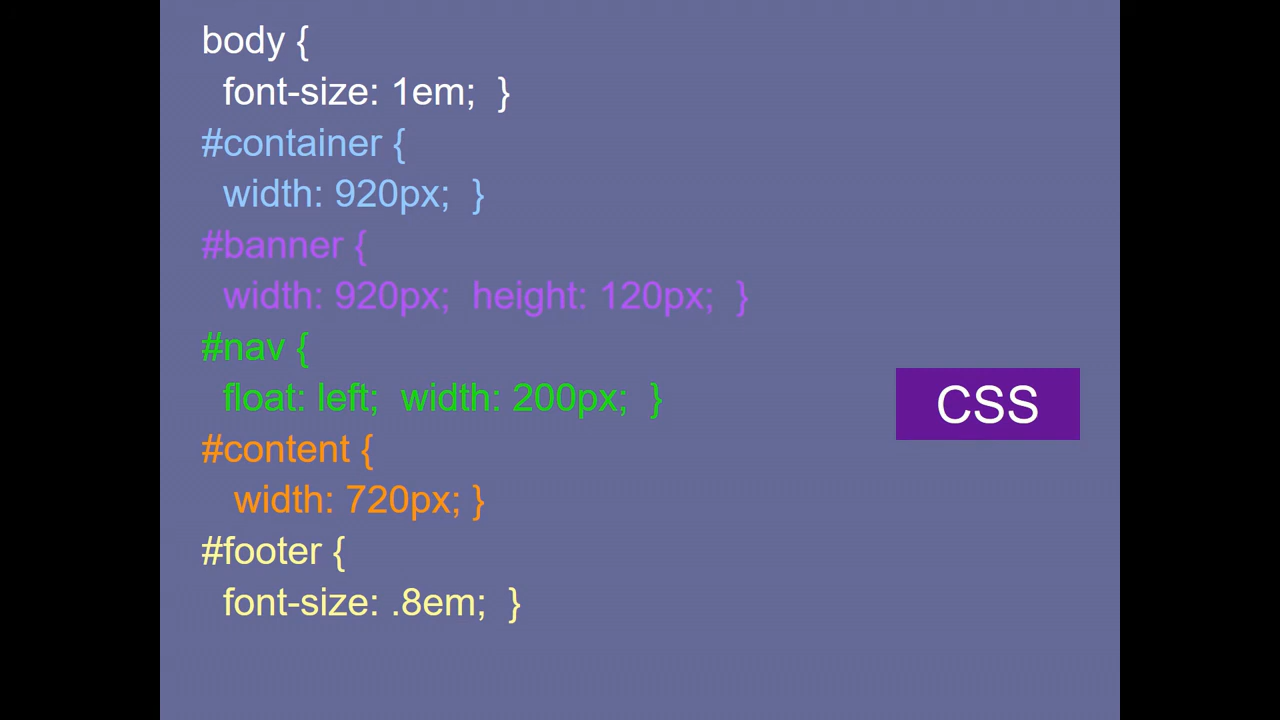 body {
font-size: 1em;  }
#container {
width: 920px;  }
#banner {
width: 920px;  height: 120px;  }
#nav {
float: left;  width: 200px;  }
#content {
width: 720px; }
#footer {
font-size: .8em;  }
CSS